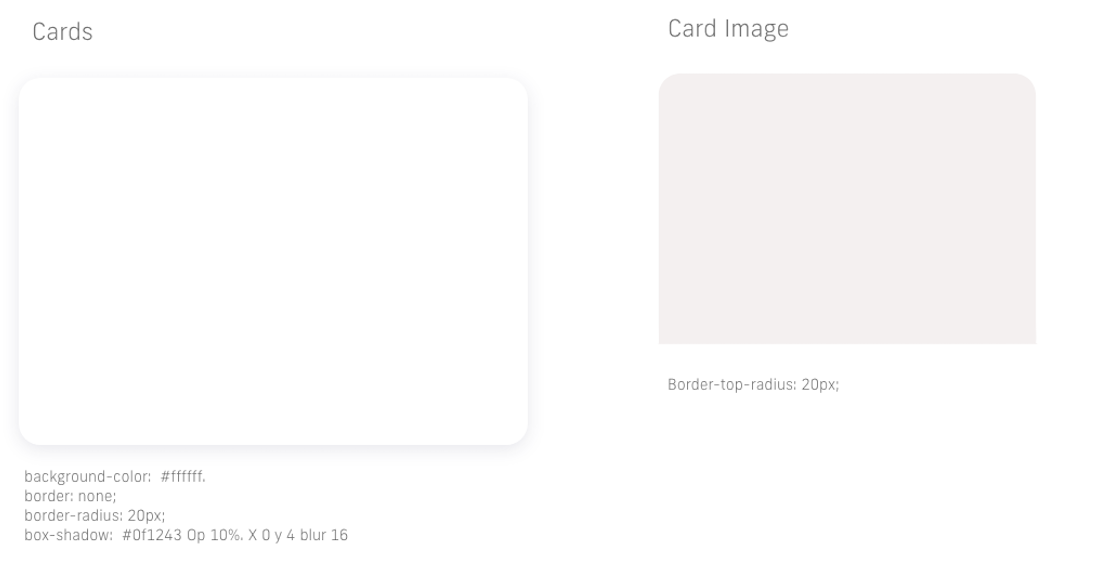 Cards
Card Image
Border-top-radius: 20px;
background-color:  #ffffff.
border: none;
border-radius: 20px;
box-shadow:  #0f1243 Op 10%. X 0 y 4 blur 16